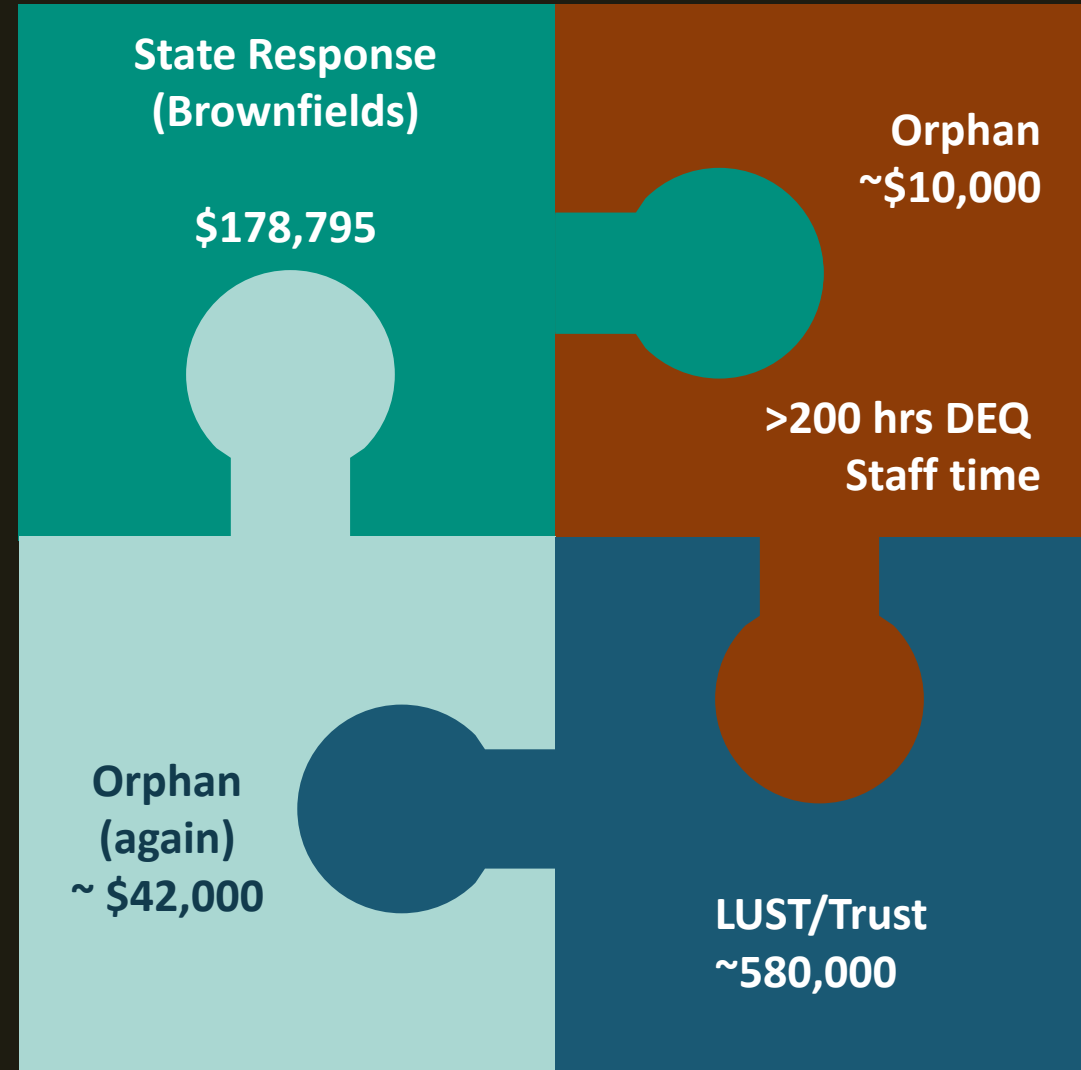 State Response
(Brownfields)
$178,795
Orphan
~$10,000
>200 hrs DEQ
Staff time
Orphan
(again)
~ $42,000
LUST/Trust
~580,000